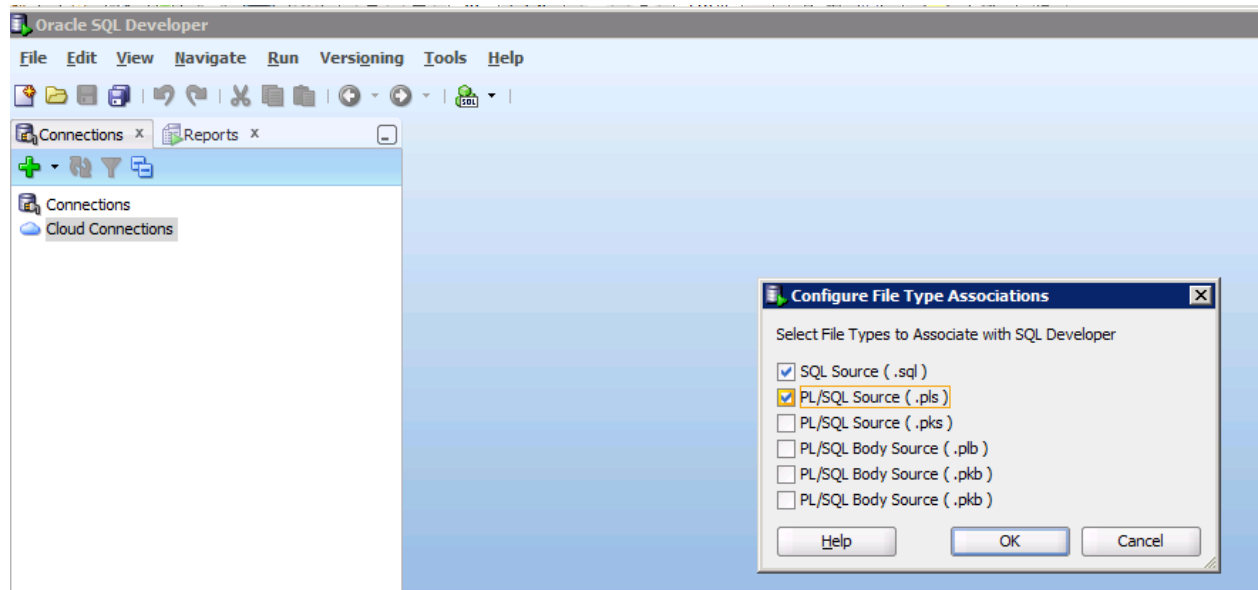 Oracle SQL Developer
File Edit View Navigate Run Versioning Tools Help
SQL
Connections x Reports x
Connections
Cloud Connections
Configure File Type Associations
Select File Types to Associate with SQL Developer
SQL Source ( .sql )
PL/SQL Source ( .pls )
PL/SQL Source ( .pks )
PL/SQL Body Source ( .plb )
PL/SQL Body Source ( .pkb )
PL/SQL Body Source ( .pkb )
Help OK Cancel